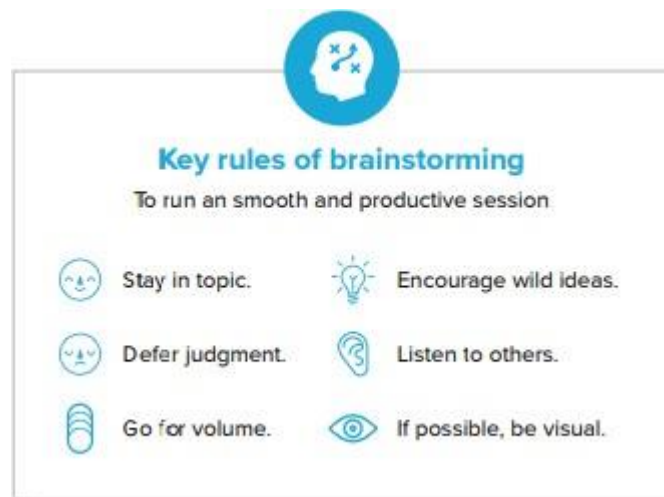 Key rules of brainstorming
To run an smooth and productive session
Stay in topic.
Encourage wild ideas.
Defer judgment.
Listen to others.
Go for volume.
If possible, be visual.